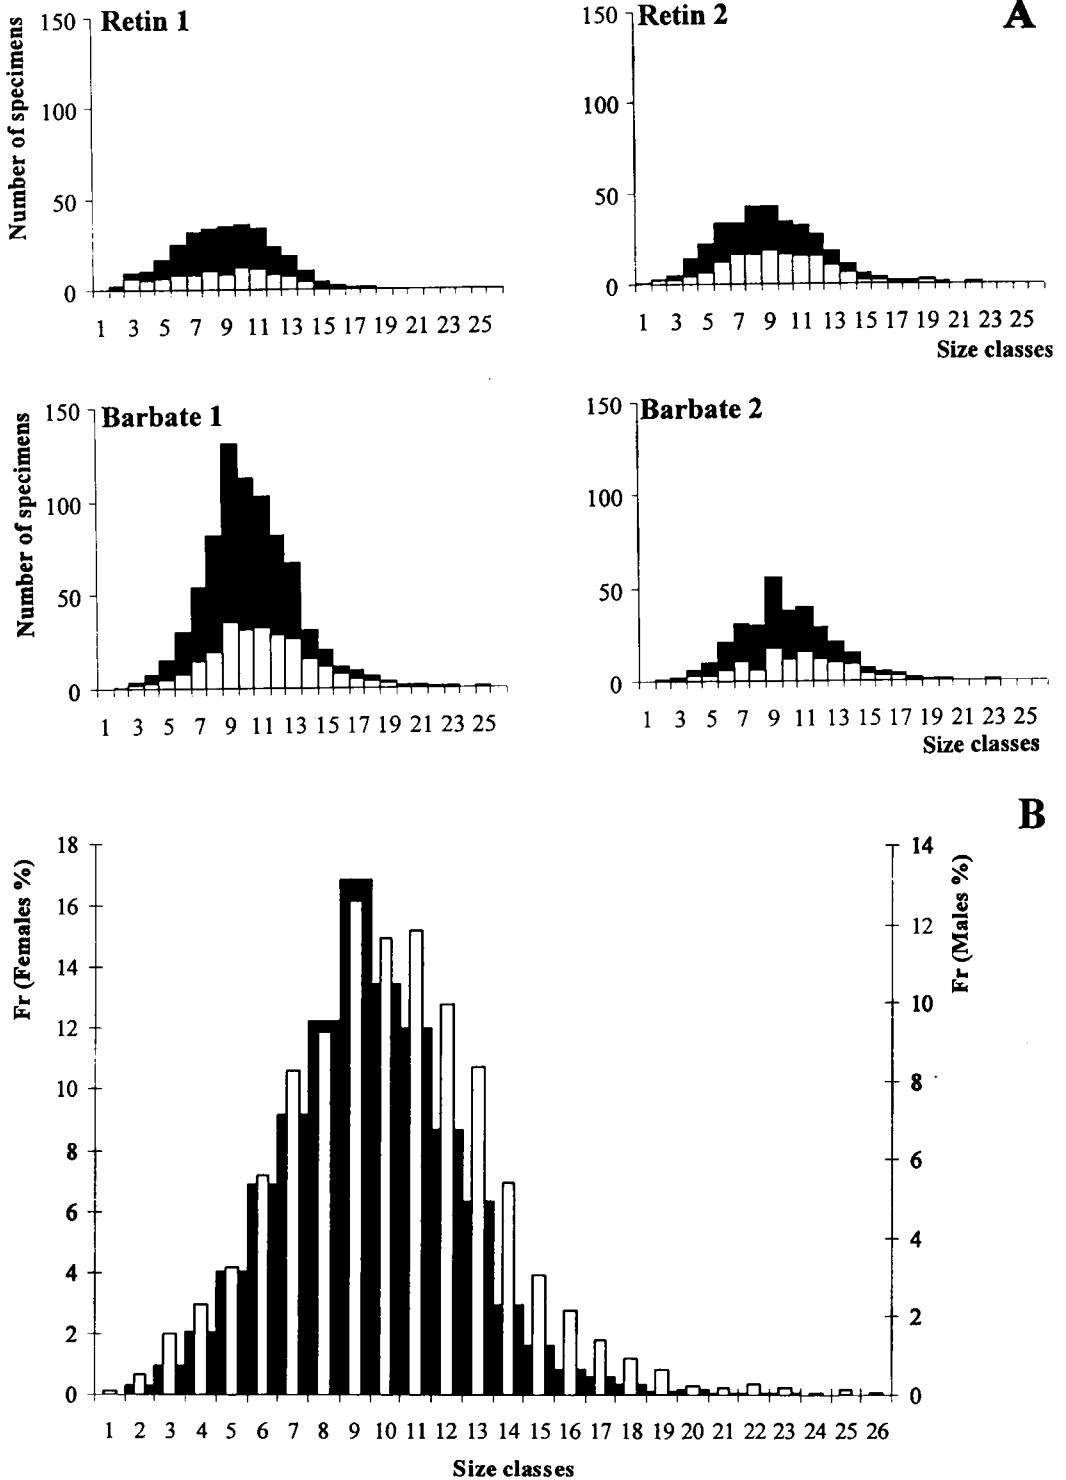 A
Retin 1
Number of specimens
150
100
50
0
1 3 5 7 9 11 13 15 17 19 21 23 25
Retin 2
150
100
50
0
1 3 5 7 9 11 13 15 17 19 21 23 25
Size classes
Barbate 1
Number of specimens
150
100
50
0
1 3 5 7 9 11 13 15 17 19 21 23 25
Barbate 2
150
100
50
0
1 3 5 7 9 11 13 15 17 19 21 23 25
Size classes
B
Fr (Females %)
18
16
14
12
10
8
6
4
2
0
14
12
10
8
6
4
2
0
Fr (Males %)
1 2 3 4 5 6 7 8 9 10 11 12 13 14 15 16 17 18 19 20 21 22 23 24 25 26
Size classes